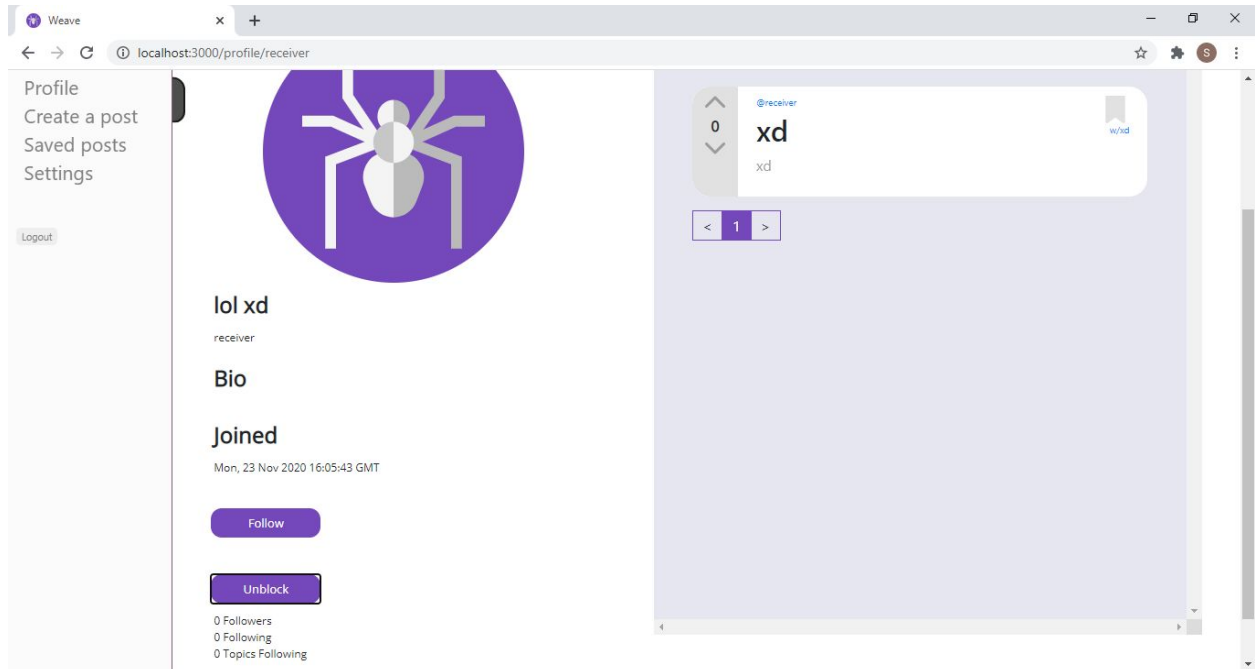 Weave
localhost:3000/profile/receiver
S
Profile
Create a post
Saved posts
Settings
Logout
lol xd
receiver
Bio
Joined
Mon, 23 Nov 2020 16:05:43 GMT
Follow
Unblock
0 Followers
0 Following
0 Topics Following
@receiver
0
xd
w/xd
xd
< 1 >